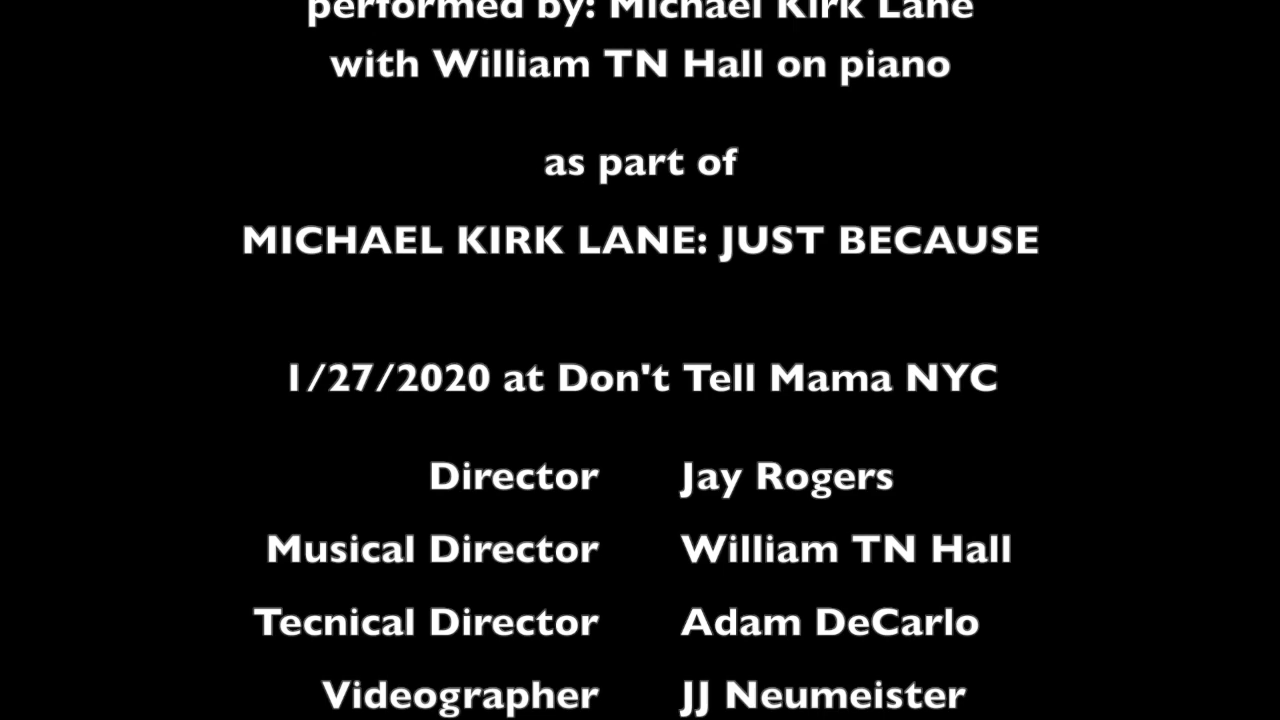 performed by: Michael Kirk Lane
with William TN Hall on piano
as part of
MICHAEL KIRK LANE: JUST BECAUSE
1/27/2020 at Don't Tell Mama NYC
Director Jay Rogers
Musical Director William TN Hall
Tecnical Director Adam DeCarlo
Videographer JJ Neumeister